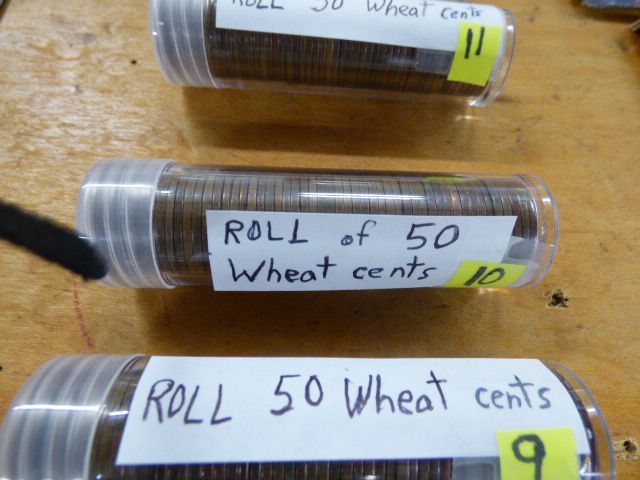 ROLL 50 Wheat cents
11
ROLL of 50
Wheat cents
10
ROLL 50 Wheat cents
9